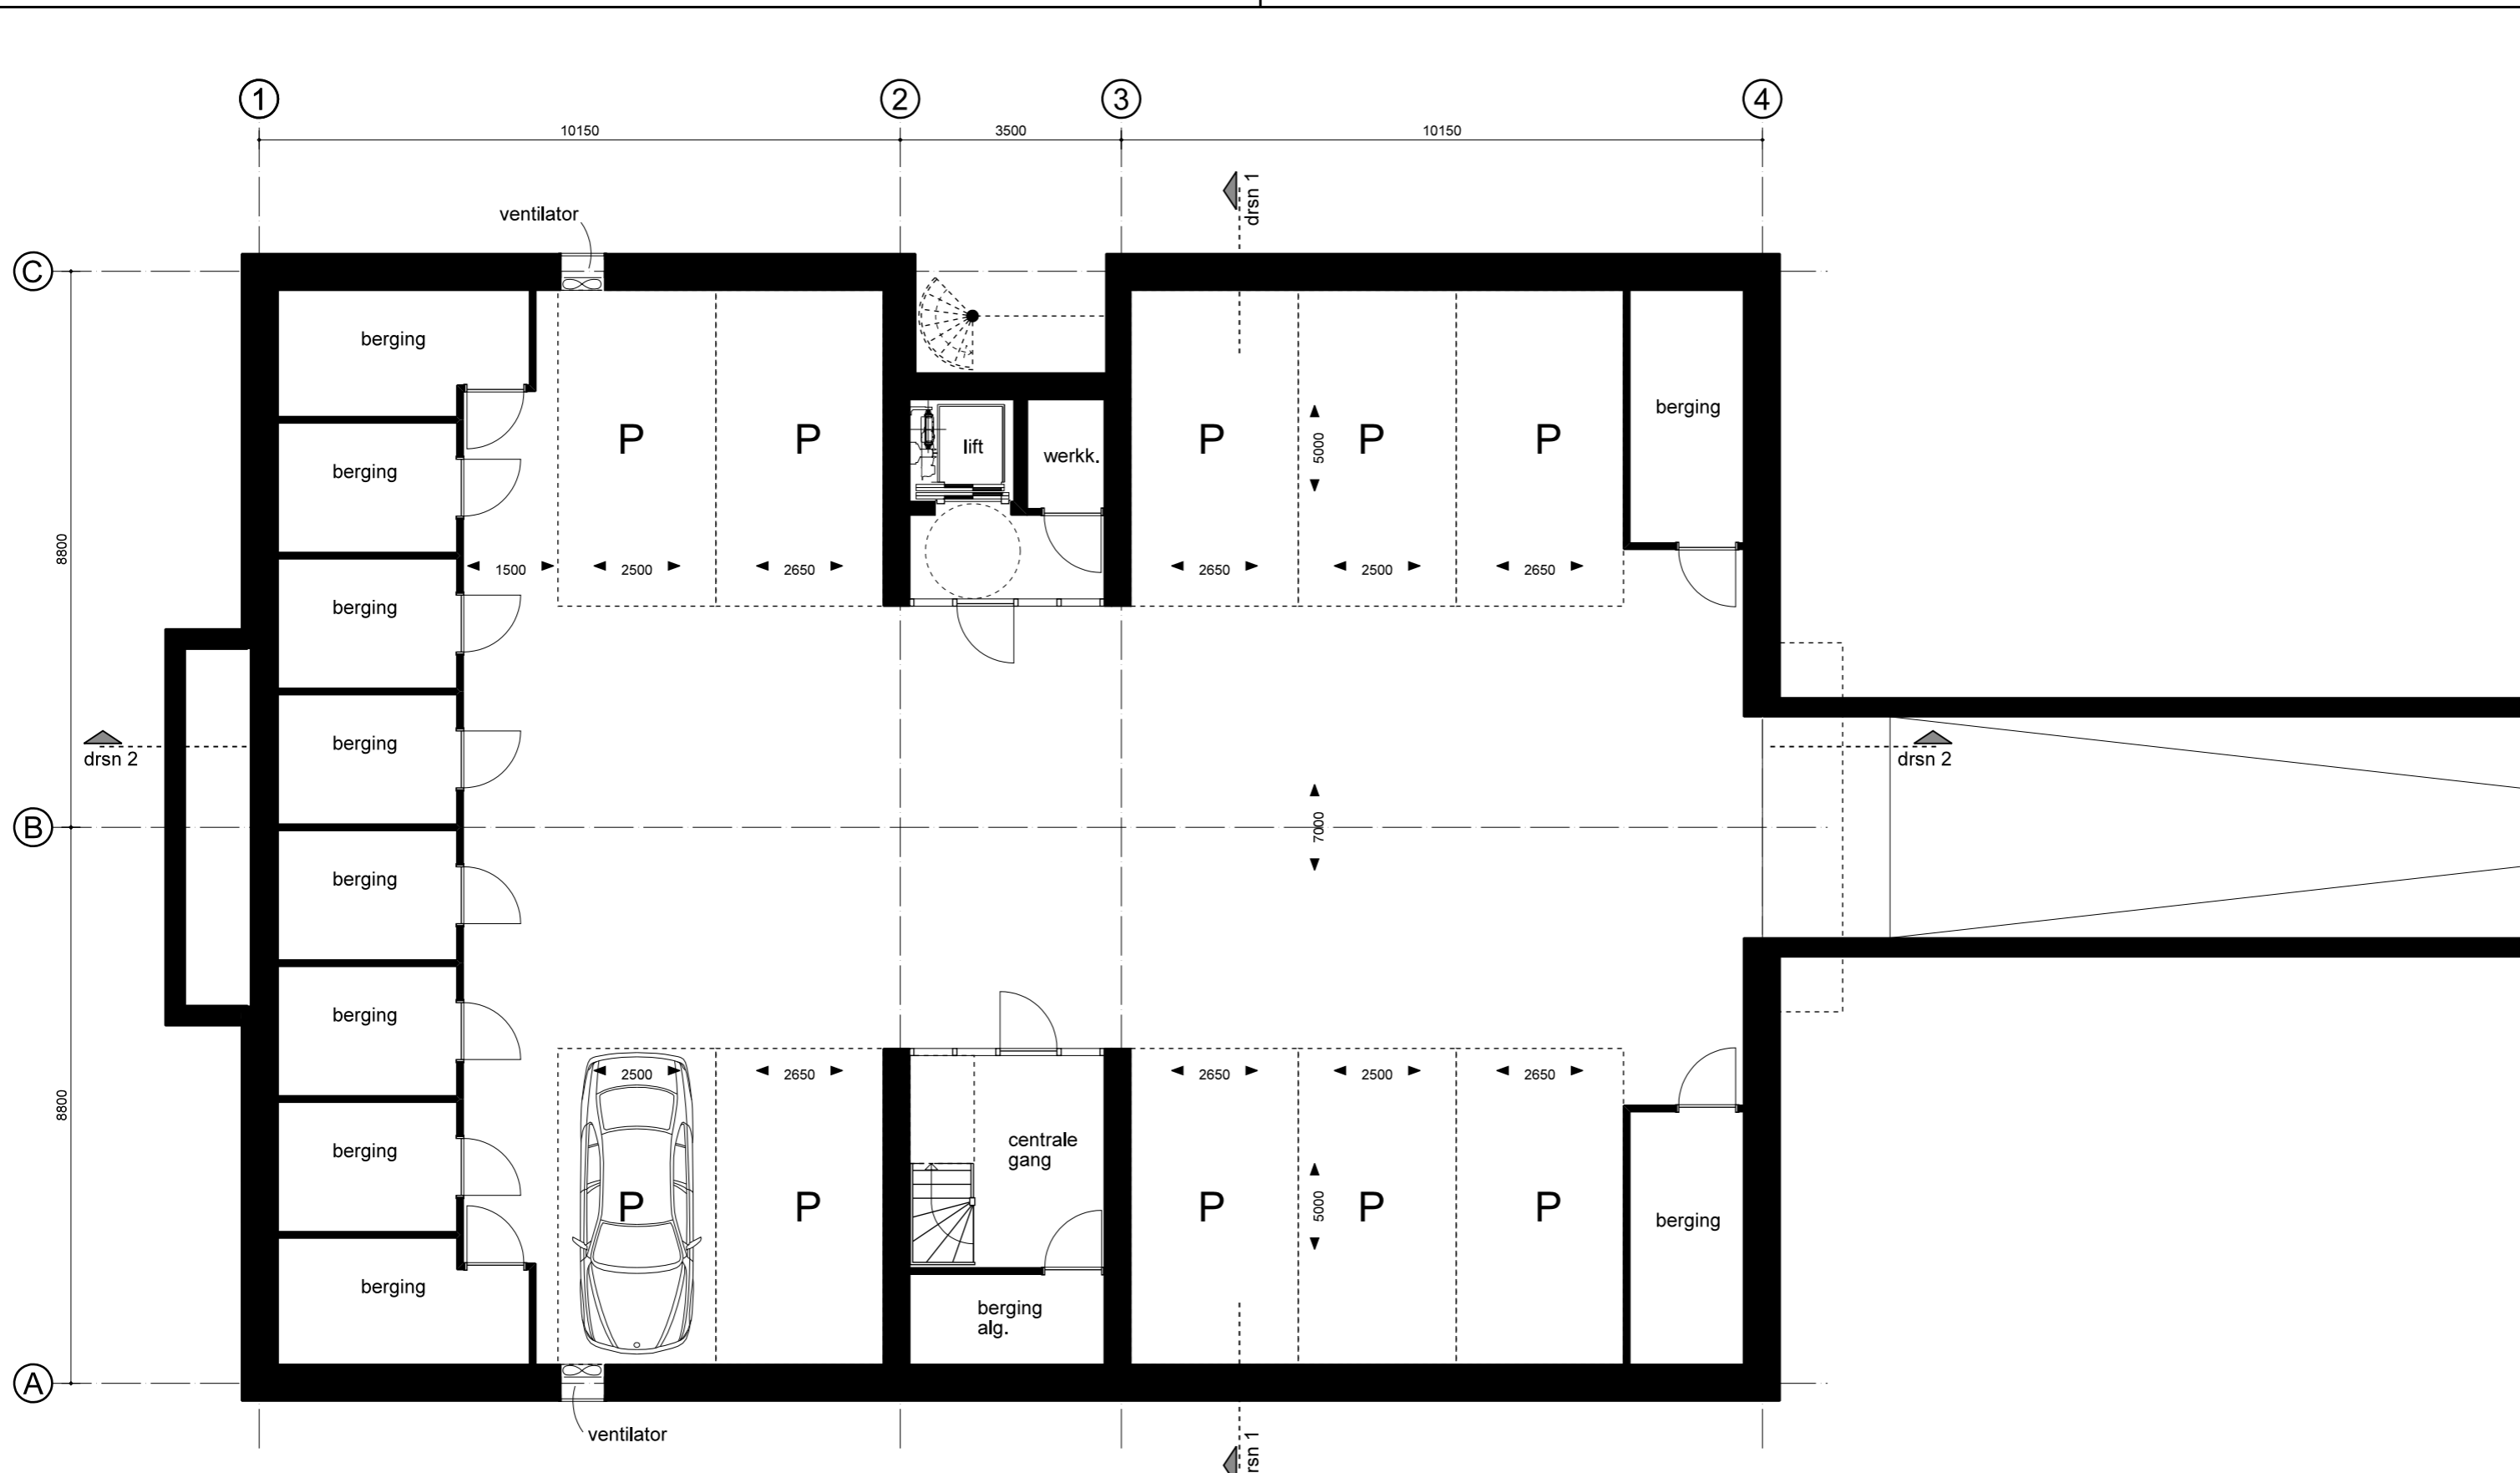 1 2 3 4
10150 3500 10150
drsn 1
ventilator
C
berging
berging
P P P P P
5000
lift
werkk.
berging
8800
1500 2500 2650 2650 2500 2650
berging
berging
drsn 2
drsn 2
B
7000
berging
berging
2500 2650 2650 2500 2650
8800
centrale
gang
berging
P P P P P
5000
berging
berging
berging
alg.
A
ventilator